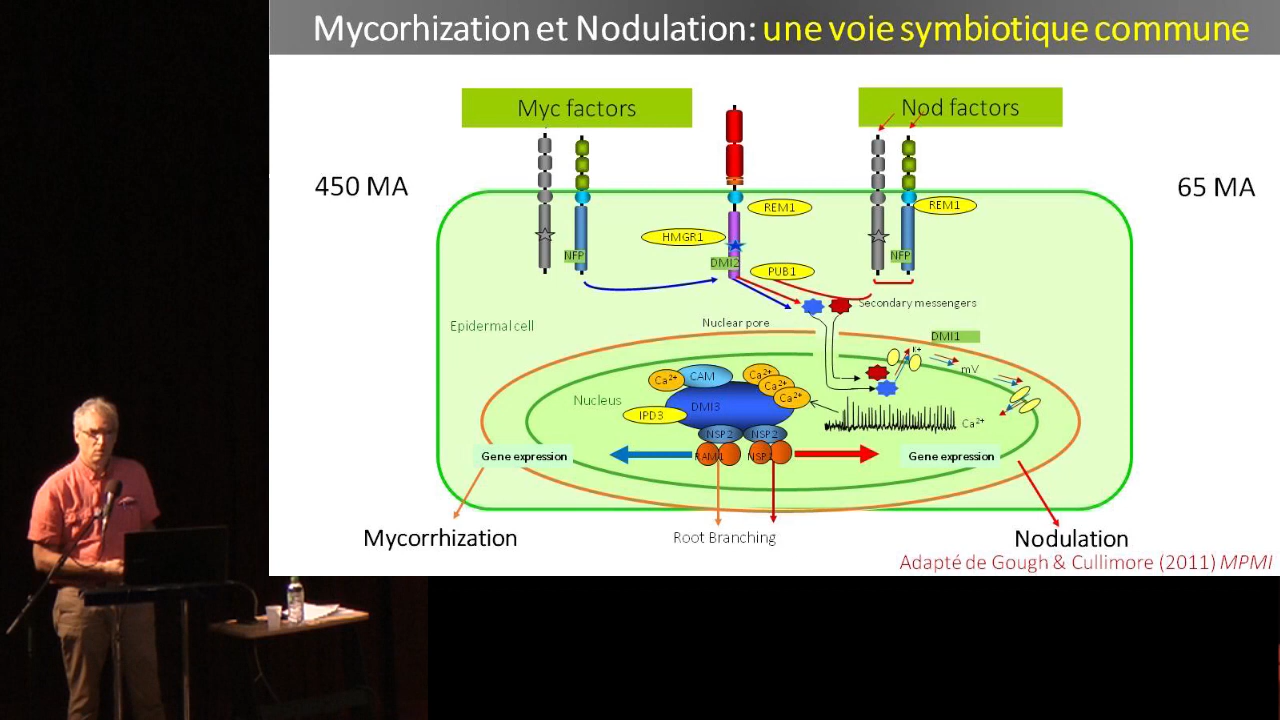 Mycorhization et Nodulation: une voie symbiotique commune
Myc factors
Nod factors
450 MA
65 MA
REM1
REM1
HMGR1
NFP
DMI2
PUB1
NFP
Secondary messengers
Epidermal cell
Nuclear pore
DMI1
K+
mV
Ca2+
CAM
Ca2+
Ca2+
Ca2+
Nucleus
IPD3
DMI3
Ca2+
NSP2
NSP2
Gene expression
RAM1
NSP1
Gene expression
Mycorrhization
Root Branching
Nodulation
Adapté de Gough & Cullimore (2011) MPMI